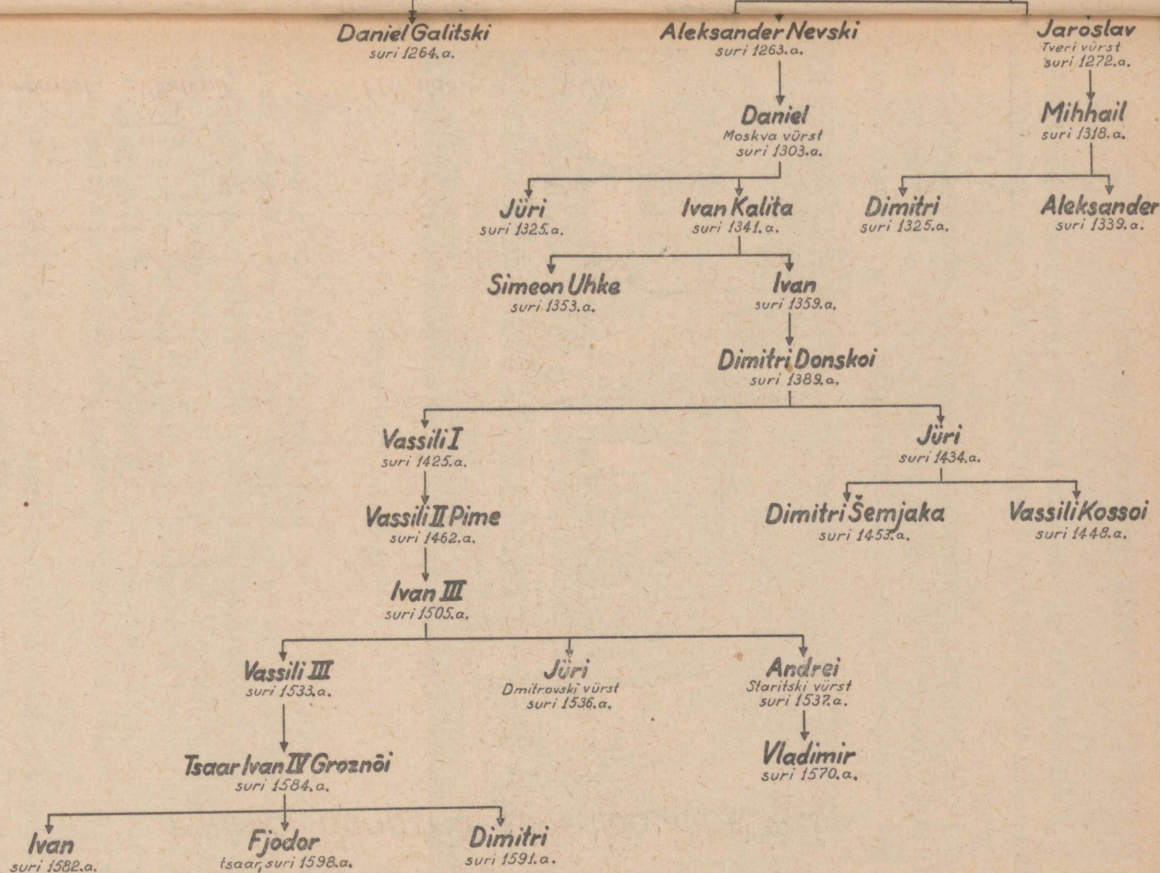 Daniel Galitski
suri 1264.a.
Aleksander Nevski
suri 1263.a.
Jaroslav
Tveri vürst
suri 1272.a.
Daniel
Moskva vürst
suri 1303.a.
Mihhail
suri 1318.a.
Jüri
suri 1325.a.
Ivan Kalita
suri 1341.a.
Dimitri
suri 1325.a.
Aleksander
suri 1339.a.
Simeon Uhke
suri 1353.a.
Ivan
suri 1359.a.
Dimitri Donskoi
suri 1389.a.
Vassili I
suri 1425.a.
Jüri
suri 1434.a.
Vassili II Pime
suri 1462.a.
Dimitri Šemjaka
suri 1453.a.
Vassili Kossoi
suri 1448.a.
Ivan III
suri 1505.a.
Vassili III
suri 1533.a.
Jüri
Dmitrovski vürst
suri 1536.a.
Andrei
Staritski vürst
suri 1537.a.
Tsaar Ivan IV Groznõi
suri 1584.a.
Vladimir
suri 1570.a.
Ivan
suri 1582.a.
Fjodor
tsaar, suri 1598.a.
Dimitri
suri 1591.a.